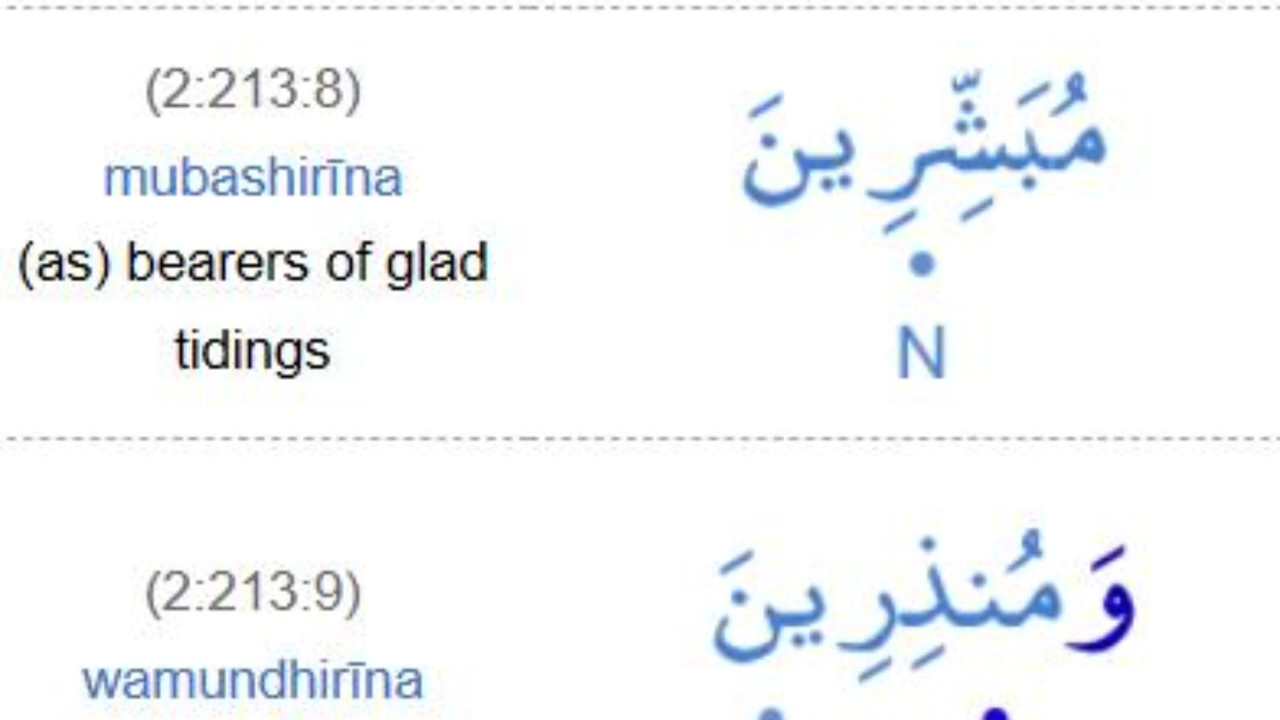 (2:213:8)
mubashirīna
(as) bearers of glad
tidings
مُبَشِّرِينَ
N
(2:213:9)
wamundhirīna
وَمُنذِرِينَ